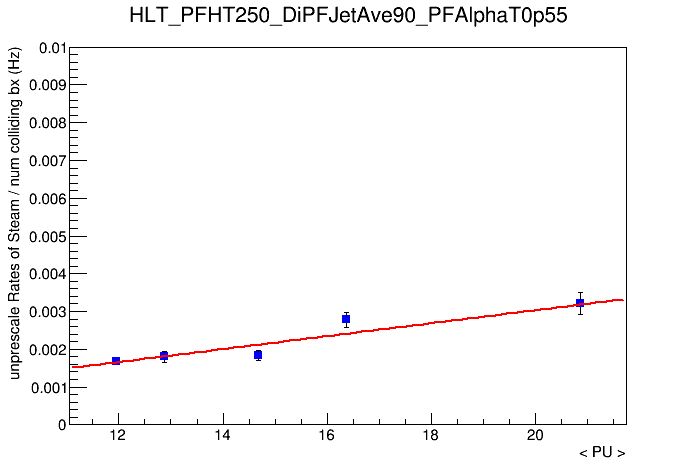 HLT_PFHT250_DiPFJetAve90_PFAlphaT0p55
unprescale Rates of Steam / num colliding bx (Hz)
0.01
0.009
0.008
0.007
0.006
0.005
0.004
0.003
0.002
0.001
0
12 14 16 18 20
< PU >